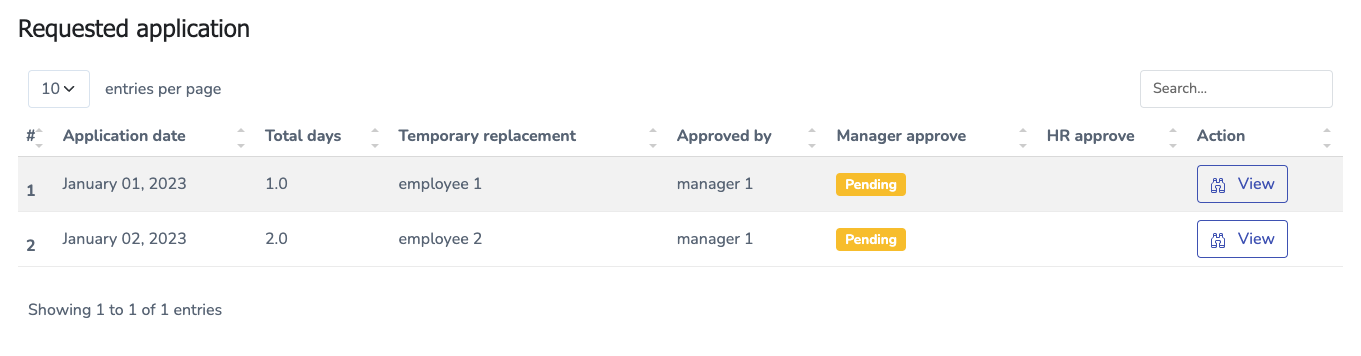 Requested application
10 entries per page Search...
# Application date Total days Temporary replacement Approved by Manager approve HR approve Action
1 January 01, 2023 1.0 employee 1 manager 1 Pending View
2 January 02, 2023 2.0 employee 2 manager 1 Pending View
Showing 1 to 1 of 1 entries